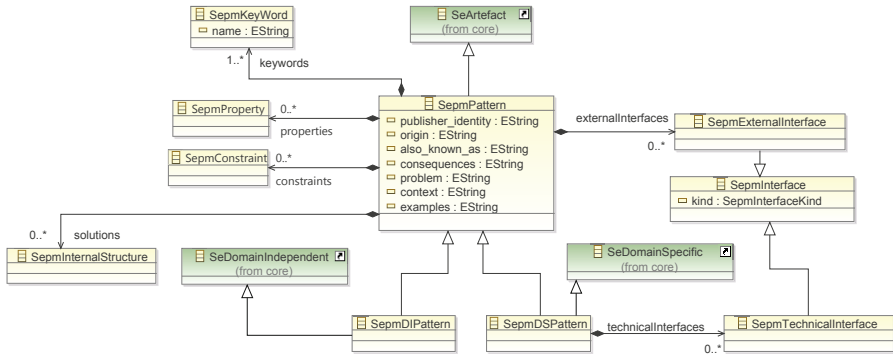 SepmKeyWord
name : EString
SeArtefact
(from core)
1..*
keywords
SepmPattern
publisher_identity : EString
origin : EString
also_known_as : EString
consequences : EString
problem : EString
context : EString
examples : EString
SepmProperty
0..*
properties
externalInterfaces
0..*
SepmExternalInterface
SepmConstraint
0..*
constraints
SepmInterface
kind : SepmInterfaceKind
0..*
solutions
SepmInternalStructure
SeDomainIndependent
(from core)
SeDomainSpecific
(from core)
SepmDIPattern
SepmDSPattern
technicalInterfaces
0..*
SepmTechnicalInterface